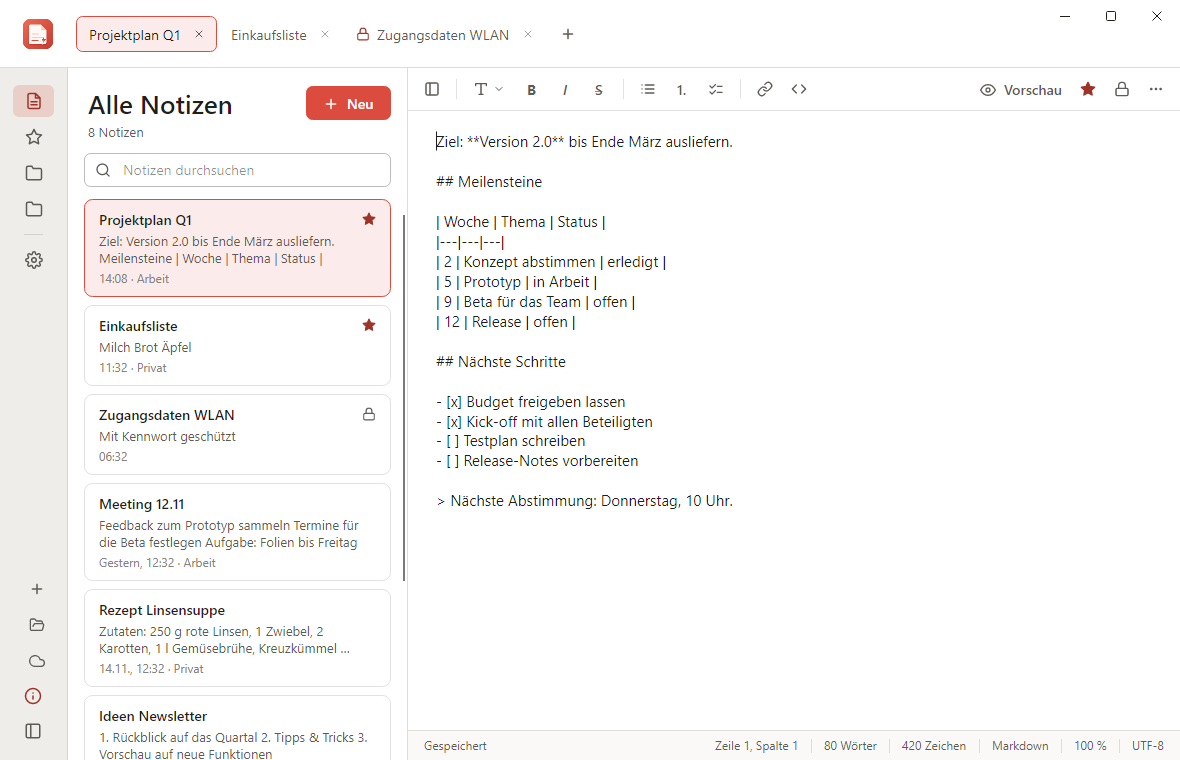 Projektplan Q1
Einkaufsliste
Zugangsdaten WLAN
Alle Notizen
Neu
8 Notizen
Notizen durchsuchen
Projektplan Q1
Ziel: Version 2.0 bis Ende März ausliefern.
Meilensteine | Woche | Thema | Status |
14:08 · Arbeit
Einkaufsliste
Milch Brot Äpfel
11:32 · Privat
Zugangsdaten WLAN
Mit Kennwort geschützt
06:32
Meeting 12.11
Feedback zum Prototyp sammeln Termine für
die Beta festlegen Aufgabe: Folien bis Freitag
Gestern, 12:32 · Arbeit
Rezept Linsensuppe
Zutaten: 250 g rote Linsen, 1 Zwiebel, 2
Karotten, 1 l Gemüsebrühe, Kreuzkümmel ...
14.11., 12:32 · Privat
Ideen Newsletter
1. Rückblick auf das Quartal 2. Tipps & Tricks 3.
Vorschau auf neue Funktionen
T B I S 1. Vorschau
Ziel: **Version 2.0** bis Ende März ausliefern.
## Meilensteine
| Woche | Thema | Status |
|---|---|---|
| 2 | Konzept abstimmen | erledigt |
| 5 | Prototyp | in Arbeit |
| 9 | Beta für das Team | offen |
| 12 | Release | offen |
## Nächste Schritte
- [x] Budget freigeben lassen
- [x] Kick-off mit allen Beteiligten
- [ ] Testplan schreiben
- [ ] Release-Notes vorbereiten
> Nächste Abstimmung: Donnerstag, 10 Uhr.
Gespeichert
Zeile 1, Spalte 1
80 Wörter
420 Zeichen
Markdown
100 %
UTF-8